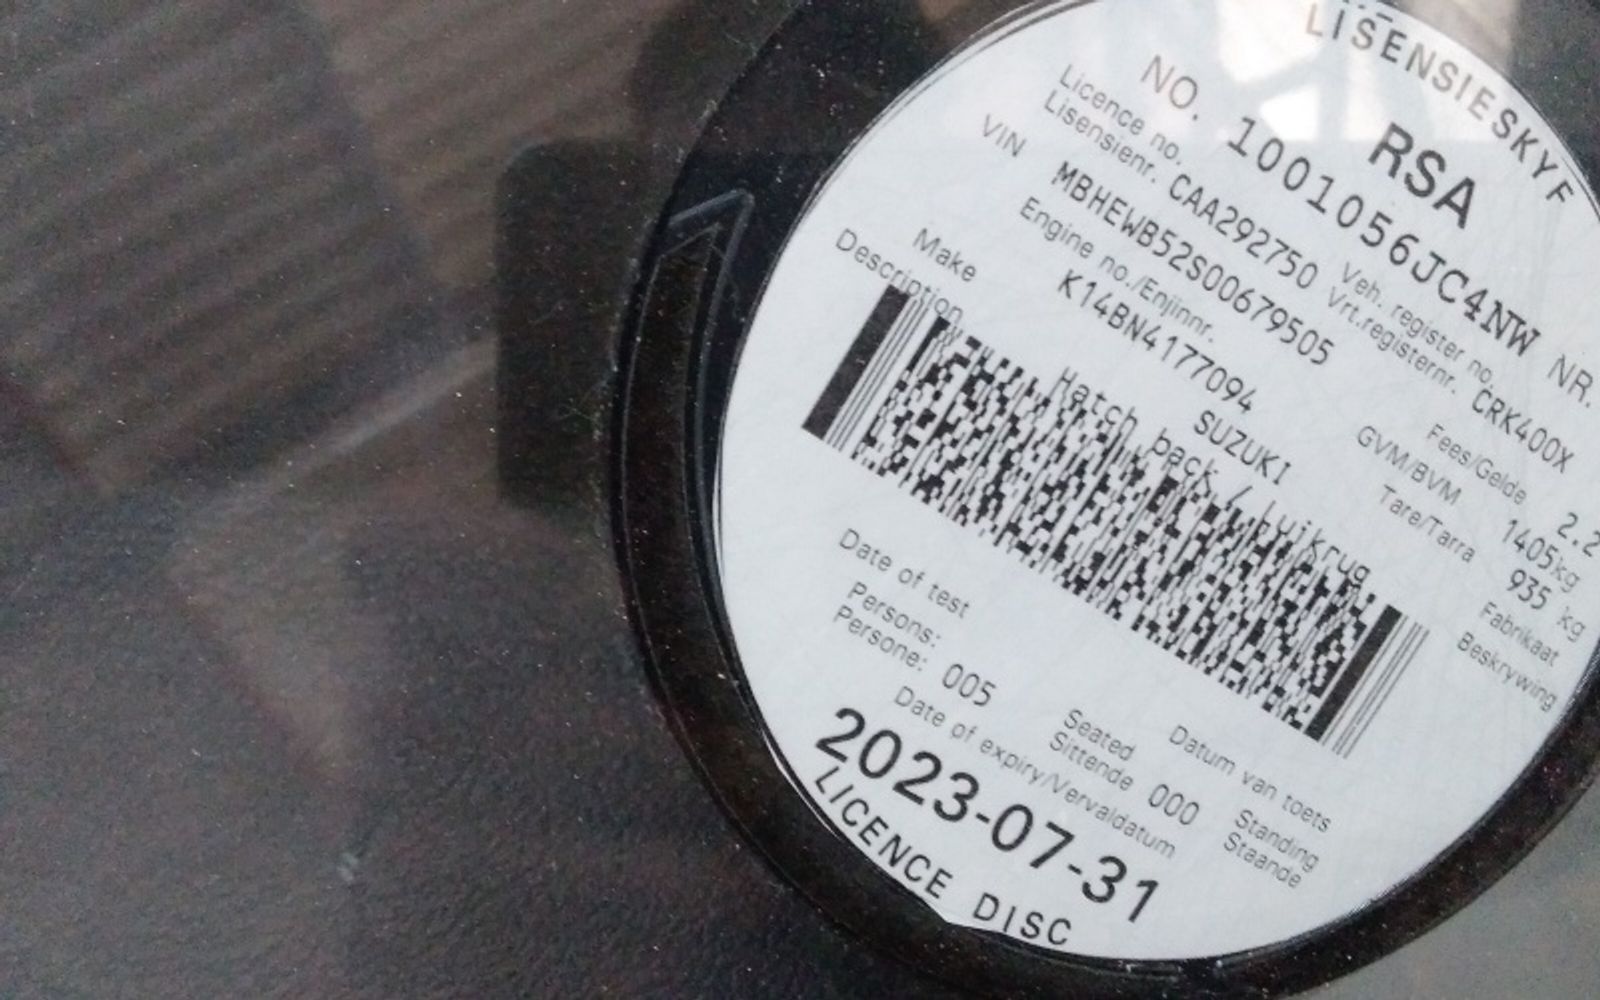 LISENSIESKYF
RSA
NO. 1001056JC4NW NR.
Licence no. Veh. register no.
Lisensienr. CAA292750 Vrt.registernr. CRK400X
VIN MBHEWB52S00679505 Fees/Gelde 2.2
Engine no./Enjinnr. GVM/BVM 1405kg
K14BN4177094 Tare/Tarra 935 kg
Make SUZUKI Fabrikaat
Description Hatch back / Luikrug Beskrywing
Date of test Datum van toets
Persons: Seated Standing
Persone: 005 Sittende 000 Staande
Date of expiry/Vervaldatum
2023-07-31
LICENCE DISC